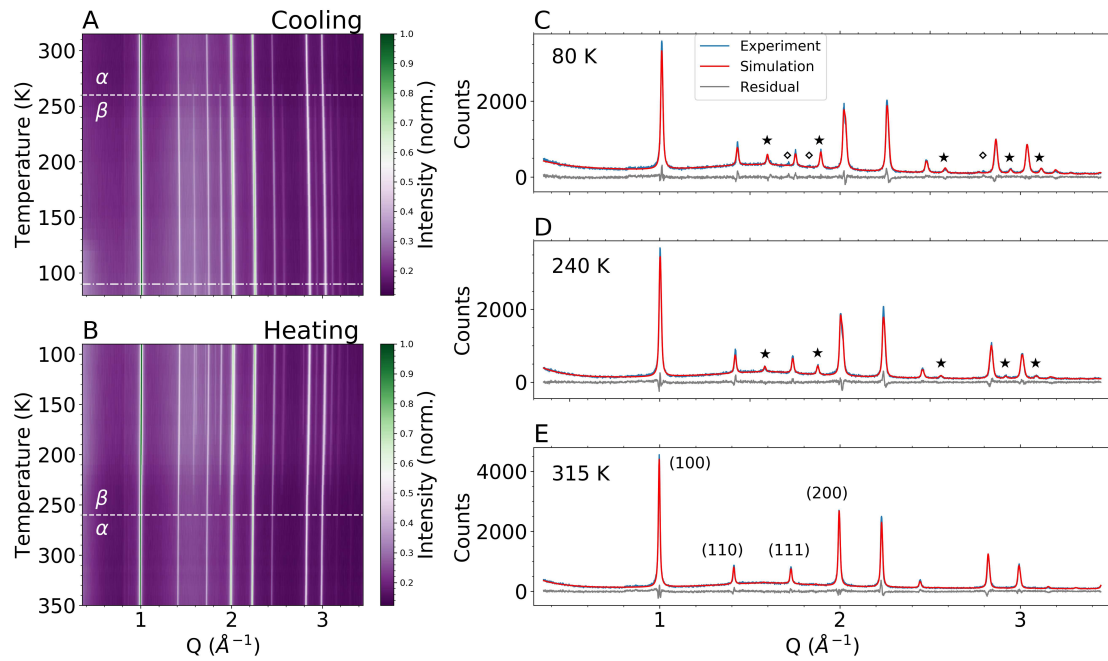 A
Cooling
Temperature (K)
300
250
200
150
100
α
β
1.0
0.9
0.8
0.7
0.6
0.5
0.4
0.3
0.2
Intensity (norm.)
B
Heating
Temperature (K)
100
150
200
250
300
350
β
α
1
2
3
Q (Å⁻¹)
1.0
0.9
0.8
0.7
0.6
0.5
0.4
0.3
0.2
Intensity (norm.)
C
80 K
Experiment
Simulation
Residual
Counts
2000
0
★ ◇ ◇ ★ ★ ◇ ★ ★
D
240 K
Counts
2000
0
★ ★ ★ ★ ★
E
315 K
Counts
4000
2000
0
(100)
(110)
(111)
(200)
1
2
3
Q (Å⁻¹)